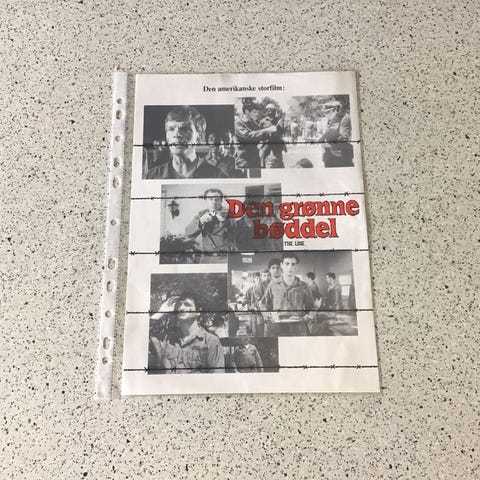 Den amerikanske storfilm:
Den grønne
bøddel
THE LINE